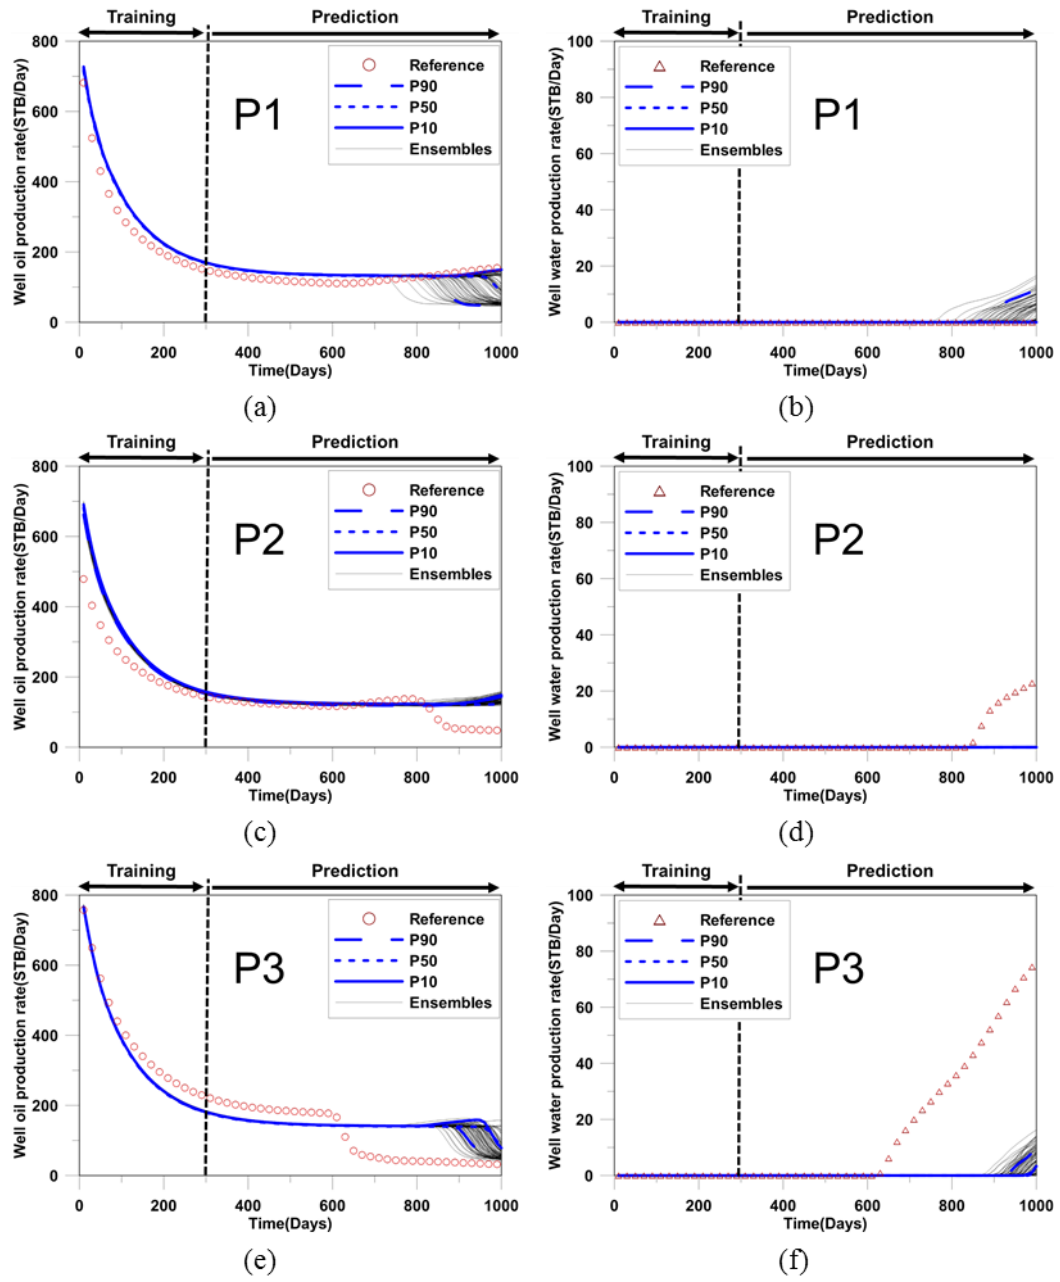 Training Prediction
800
600
400
200
0
Well oil production rate(STB/Day)
P1
Reference
P90
P50
P10
Ensembles
0 200 400 600 800 1000
Time(Days)
(a)
Training Prediction
100
80
60
40
20
0
Well water production rate(STB/Day)
Reference
P90
P50
P10
Ensembles
P1
0 200 400 600 800 1000
Time(Days)
(b)
Training Prediction
800
600
400
200
0
Well oil production rate(STB/Day)
P2
Reference
P90
P50
P10
Ensembles
0 200 400 600 800 1000
Time(Days)
(c)
Training Prediction
100
80
60
40
20
0
Well water production rate(STB/Day)
Reference
P90
P50
P10
Ensembles
P2
0 200 400 600 800 1000
Time(Days)
(d)
Training Prediction
800
600
400
200
0
Well oil production rate(STB/Day)
P3
Reference
P90
P50
P10
Ensembles
0 200 400 600 800 1000
Time(Days)
(e)
Training Prediction
100
80
60
40
20
0
Well water production rate(STB/Day)
Reference
P90
P50
P10
Ensembles
P3
0 200 400 600 800 1000
Time(Days)
(f)